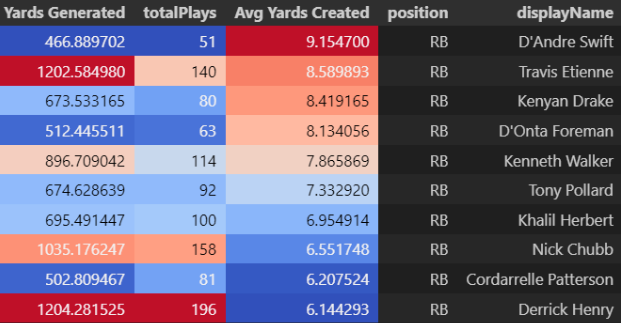 Yards Generated totalPlays Avg Yards Created position displayName
466.889702 51 9.154700 RB D'Andre Swift
1202.584980 140 8.589893 RB Travis Etienne
673.533165 80 8.419165 RB Kenyan Drake
512.445511 63 8.134056 RB D'Onta Foreman
896.709042 114 7.865869 RB Kenneth Walker
674.628639 92 7.332920 RB Tony Pollard
695.491447 100 6.954914 RB Khalil Herbert
1035.176247 158 6.551748 RB Nick Chubb
502.809467 81 6.207524 RB Cordarrelle Patterson
1204.281525 196 6.144293 RB Derrick Henry